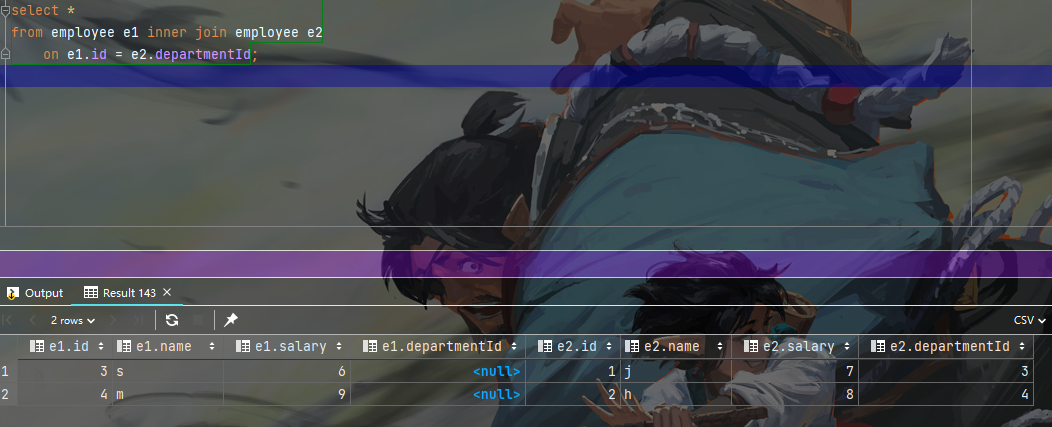 select *
from employee e1 inner join employee e2
on e1.id = e2.departmentId;
Output Result 143
2 rows CSV
e1.id e1.name e1.salary e1.departmentId e2.id e2.name e2.salary e2.departmentId
1 3 s 6 <null> 1 j 7 3
2 4 m 9 <null> 2 h 8 4